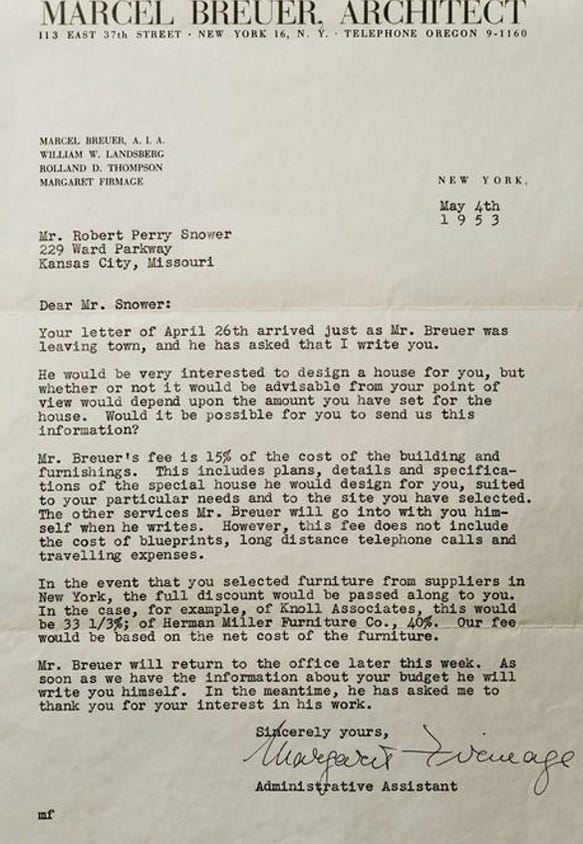 MARCEL BREUER, ARCHITECT
113 EAST 37th STREET · NEW YORK 16, N. Y. · TELEPHONE OREGON 9-1160
MARCEL BREUER, A. I. A.
WILLIAM W. LANDSBERG
ROLLAND D. THOMPSON
MARGARET FIRMAGE
NEW YORK,
May 4th
1 9 5 3
Mr. Robert Perry Snower
229 Ward Parkway
Kansas City, Missouri
Dear Mr. Snower:
Your letter of April 26th arrived just as Mr. Breuer was
leaving town, and he has asked that I write you.
He would be very interested to design a house for you, but
whether or not it would be advisable from your point of
view would depend upon the amount you have set for the
house. Would it be possible for you to send us this
information?
Mr. Breuer's fee is 15% of the cost of the building and
furnishings. This includes plans, details and specifica-
tions of the special house he would design for you, suited
to your particular needs and to the site you have selected.
The other services Mr. Breuer will go into with you him-
self when he writes. However, this fee does not include
the cost of blueprints, long distance telephone calls and
travelling expenses.
In the event that you selected furniture from suppliers in
New York, the full discount would be passed along to you.
In the case, for example, of Knoll Associates, this would
be 33 1/3%; of Herman Miller Furniture Co., 40%. Our fee
would be based on the net cost of the furniture.
Mr. Breuer will return to the office later this week. As
soon as we have the information about your budget he will
write you himself. In the meantime, he has asked me to
thank you for your interest in his work.
Sincerely yours,
Margaret Firmage
Administrative Assistant
mf